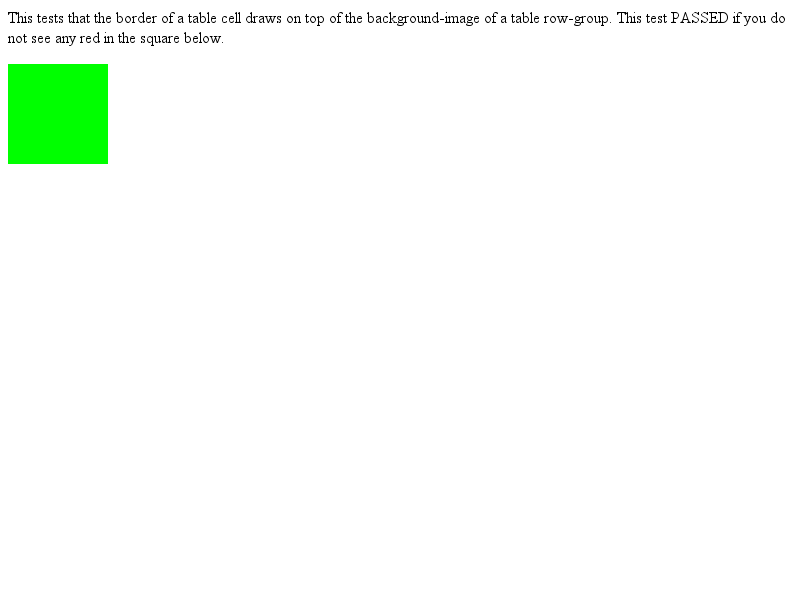 This tests that the border of a table cell draws on top of the background-image of a table row-group. This test PASSED if you do
not see any red in the square below.